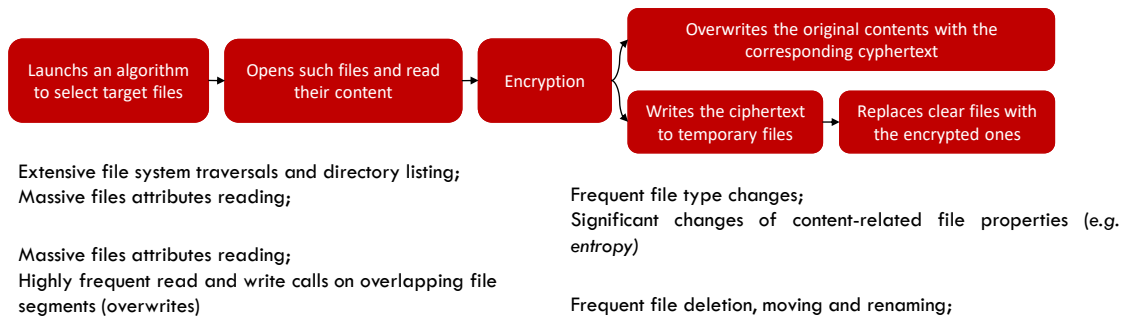 Launchs an algorithm
to select target files
Opens such files and read
their content
Encryption
Overwrites the original contents with the
corresponding cyphertext
Writes the ciphertext
to temporary files
Replaces clear files with
the encrypted ones
Extensive file system traversals and directory listing;
Massive files attributes reading;
Massive files attributes reading;
Highly frequent read and write calls on overlapping file
segments (overwrites)
Frequent file type changes;
Significant changes of content-related file properties (e.g.
entropy)
Frequent file deletion, moving and renaming;